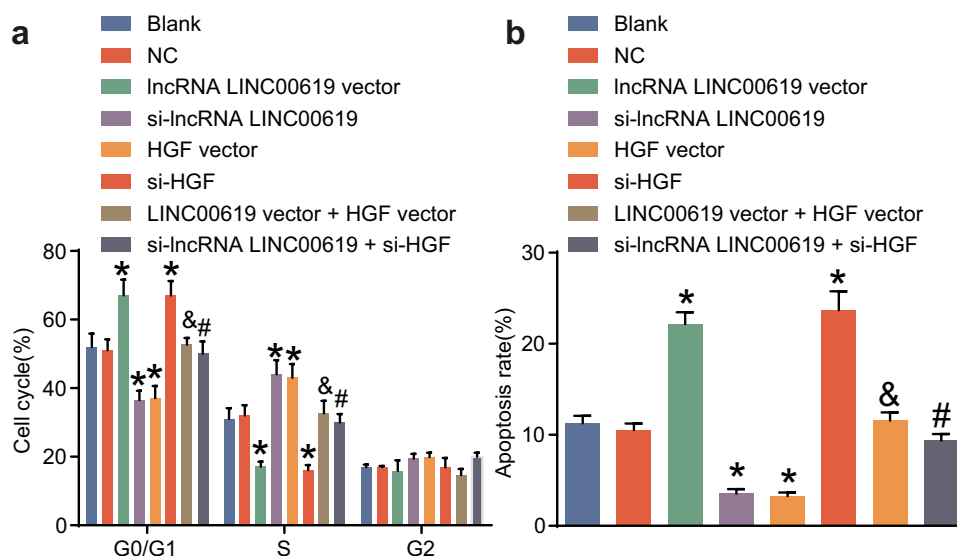 a
Blank
NC
lncRNA LINC00619 vector
si-lncRNA LINC00619
HGF vector
si-HGF
LINC00619 vector + HGF vector
si-lncRNA LINC00619 + si-HGF
Cell cycle(%)
80
60
40
20
0
* * * * & #
* * * * & #
G0/G1 S G2
b
Blank
NC
lncRNA LINC00619 vector
si-lncRNA LINC00619
HGF vector
si-HGF
LINC00619 vector + HGF vector
si-lncRNA LINC00619 + si-HGF
Apoptosis rate(%)
30
20
10
0
* * * * & #